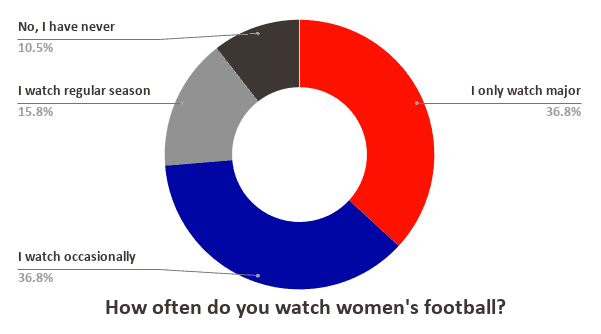 No, I have never
10.5%
I watch regular season
15.8%
I only watch major
36.8%
I watch occasionally
36.8%
How often do you watch women's football?